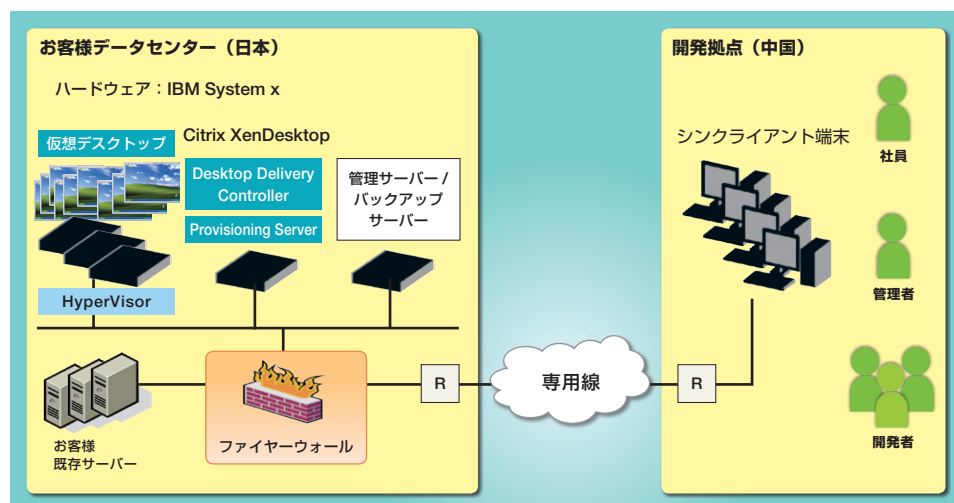 お客様データセンター（日本）
ハードウェア：IBM System x
仮想デスクトップ
Citrix XenDesktop
Desktop Delivery
Controller
Provisioning Server
管理サーバー /
バックアップ
サーバー
HyperVisor
お客様
既存サーバー
ファイヤーウォール
R
専用線
開発拠点（中国）
シンクライアント端末
R
社員
管理者
開発者